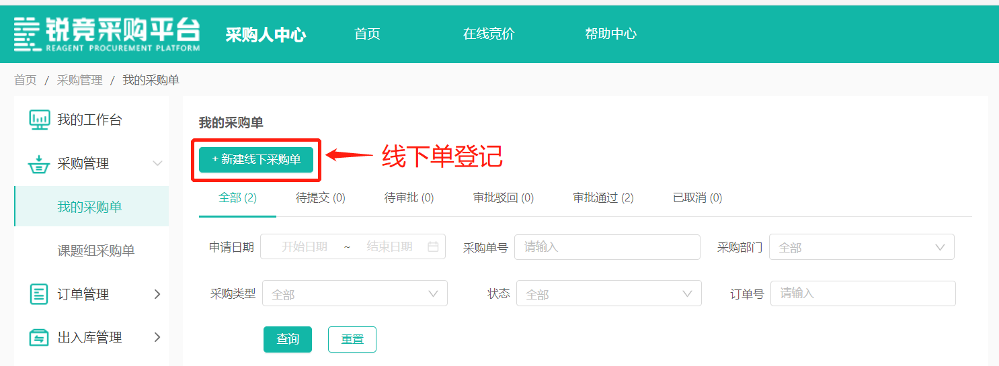 锐竞采购平台
REAGENT PROCUREMENT PLATFORM
采购人中心 首页 在线竞价 帮助中心
首页 / 采购管理 / 我的采购单
我的工作台
采购管理
我的采购单
课题组采购单
订单管理
出入库管理
我的采购单
+ 新建线下采购单
线下单登记
全部 (2) 待提交 (0) 待审批 (0) 审批驳回 (0) 审批通过 (2) 已取消 (0)
申请日期 开始日期 ~ 结束日期 采购单号 请输入 采购部门 全部
采购类型 全部 状态 全部 订单号 请输入
查询 重置